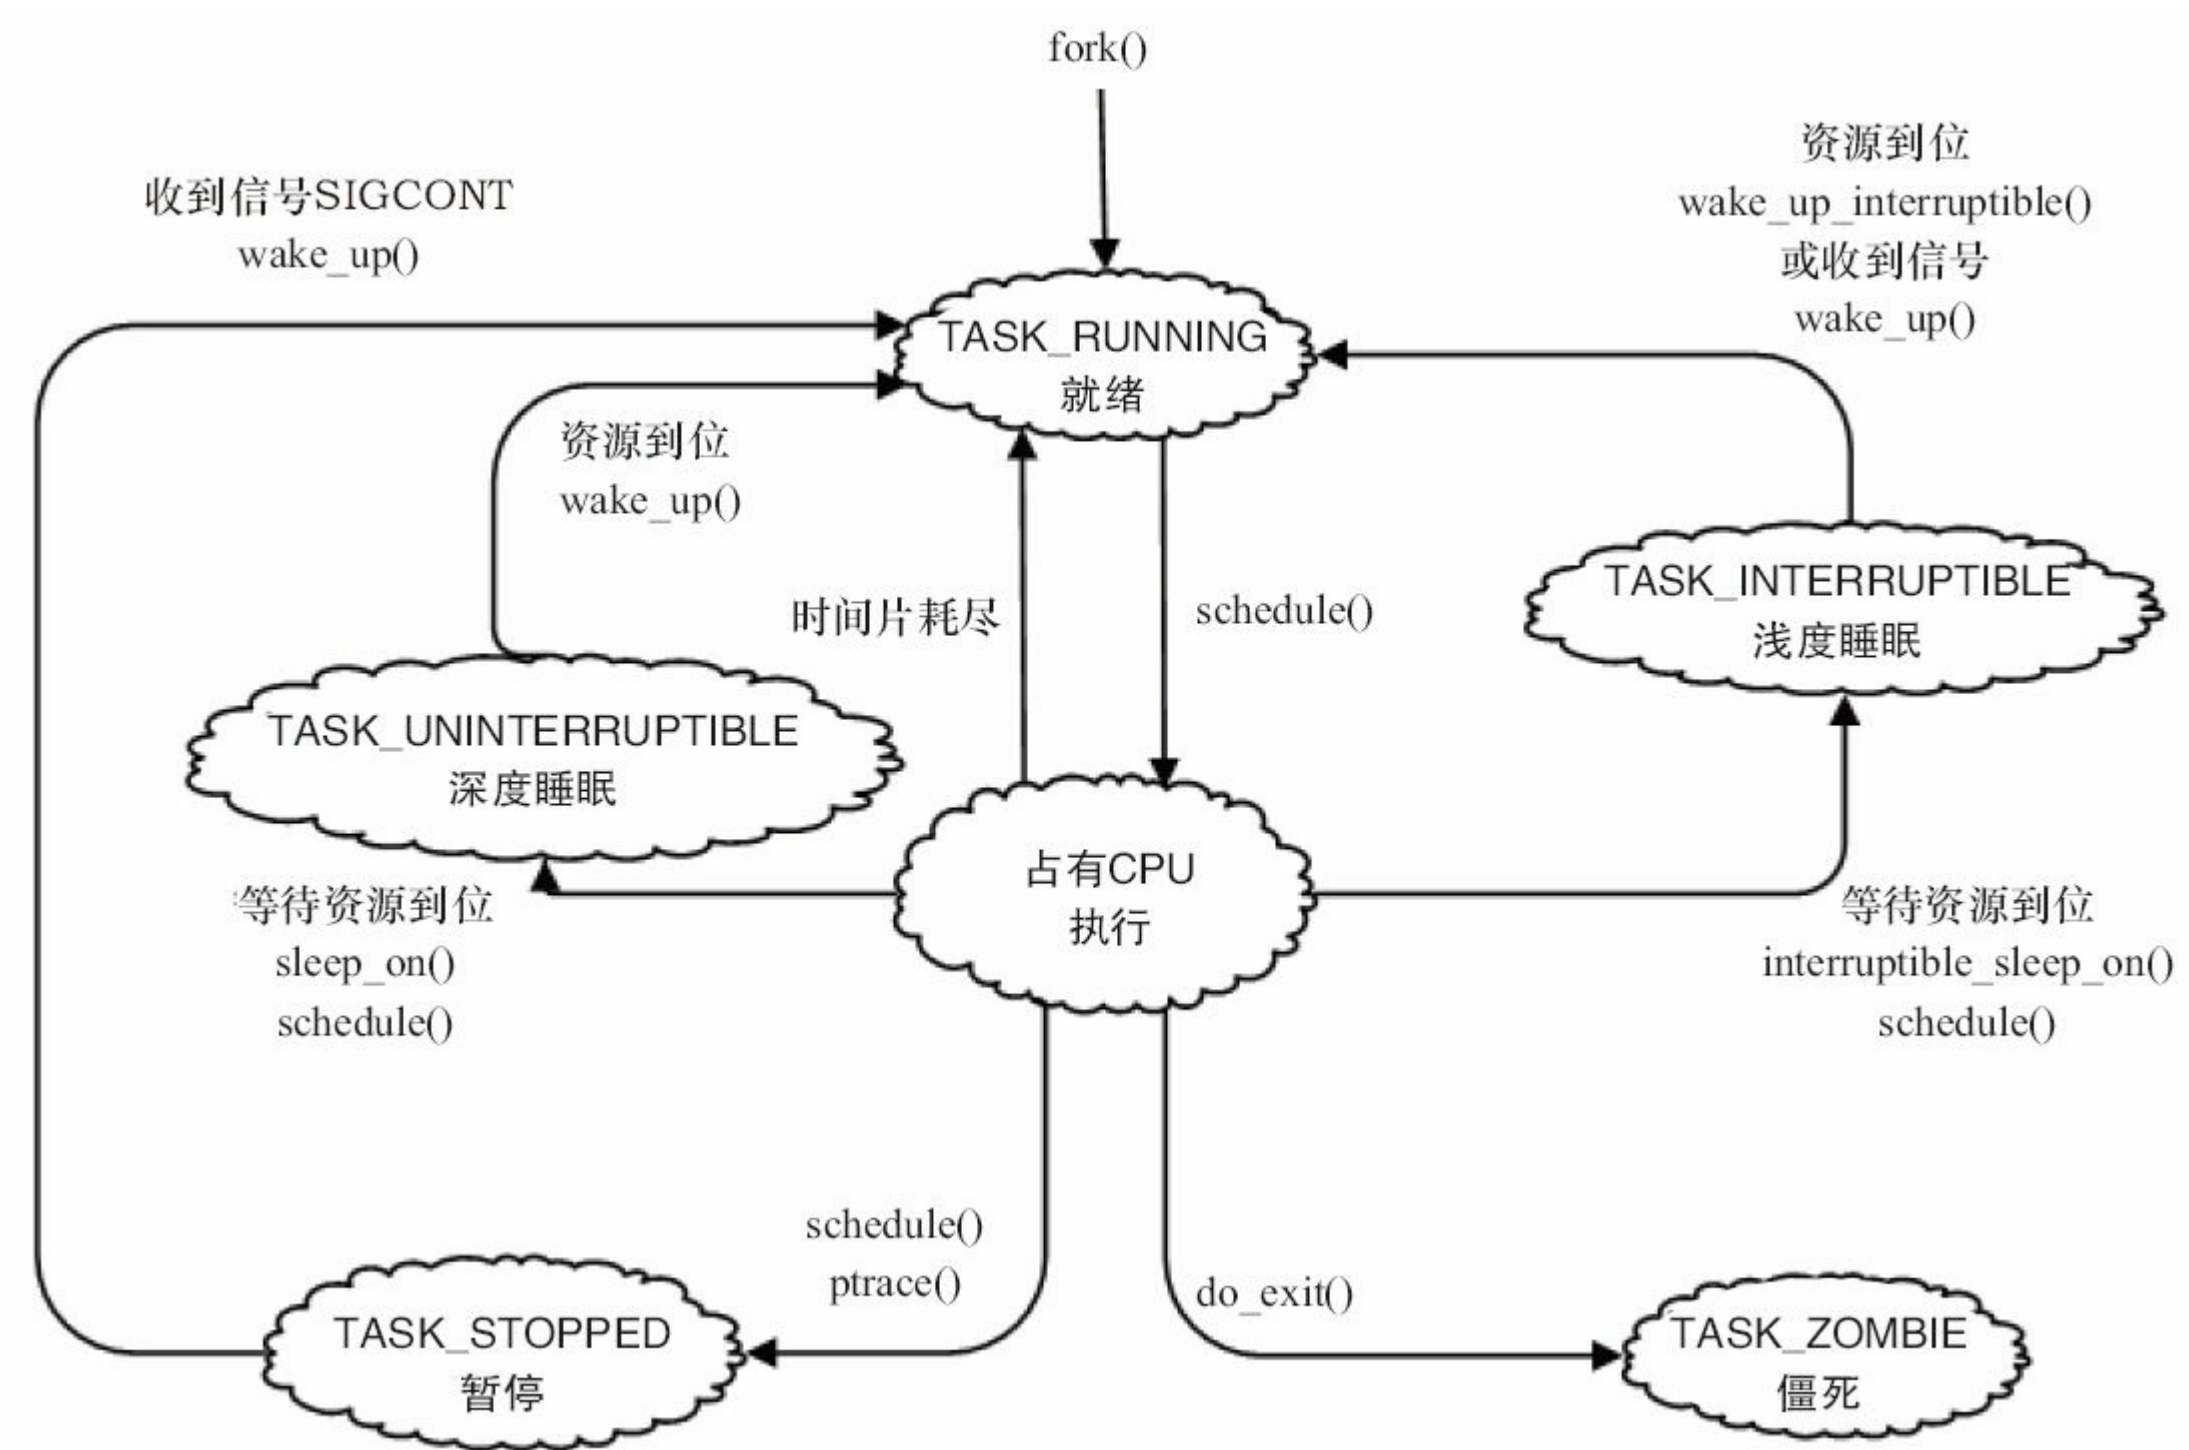 fork()
收到信号SIGCONT
wake_up()
资源到位
wake_up_interruptible()
或收到信号
wake_up()
TASK_RUNNING
就绪
资源到位
wake_up()
时间片耗尽
schedule()
TASK_INTERRUPTIBLE
浅度睡眠
TASK_UNINTERRUPTIBLE
深度睡眠
占有CPU
执行
等待资源到位
sleep_on()
schedule()
等待资源到位
interruptible_sleep_on()
schedule()
schedule()
ptrace()
do_exit()
TASK_STOPPED
暂停
TASK_ZOMBIE
僵死